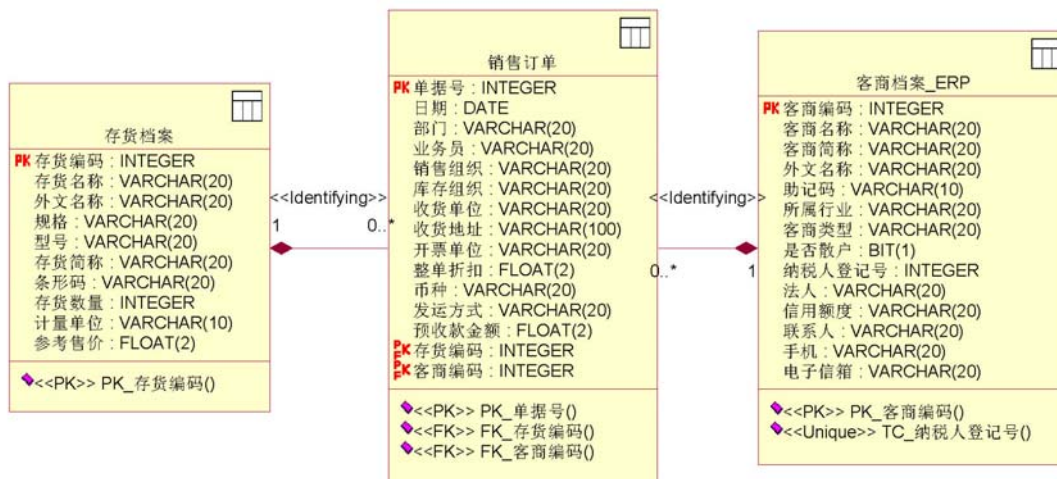 存货档案
PK 存货编码 : INTEGER
存货名称 : VARCHAR(20)
外文名称 : VARCHAR(20)
规格 : VARCHAR(20)
型号 : VARCHAR(20)
存货简称 : VARCHAR(20)
条形码 : VARCHAR(20)
存货数量 : INTEGER
计量单位 : VARCHAR(10)
参考售价 : FLOAT(2)
<<PK>> PK_存货编码()
<<Identifying>>
1
0..*
销售订单
PK 单据号 : INTEGER
日期 : DATE
部门 : VARCHAR(20)
业务员 : VARCHAR(20)
销售组织 : VARCHAR(20)
库存组织 : VARCHAR(20)
收货单位 : VARCHAR(20)
收货地址 : VARCHAR(100)
开票单位 : VARCHAR(20)
整单折扣 : FLOAT(2)
币种 : VARCHAR(20)
发运方式 : VARCHAR(20)
预收款金额 : FLOAT(2)
PFK 存货编码 : INTEGER
PFK 客商编码 : INTEGER
<<PK>> PK_单据号()
<<FK>> FK_存货编码()
<<FK>> FK_客商编码()
<<Identifying>>
0..*
1
客商档案_ERP
PK 客商编码 : INTEGER
客商名称 : VARCHAR(20)
客商简称 : VARCHAR(20)
外文名称 : VARCHAR(20)
助记码 : VARCHAR(10)
所属行业 : VARCHAR(20)
客商类型 : VARCHAR(20)
是否散户 : BIT(1)
纳税人登记号 : INTEGER
法人 : VARCHAR(20)
信用额度 : VARCHAR(20)
联系人 : VARCHAR(20)
手机 : VARCHAR(20)
电子信箱 : VARCHAR(20)
<<PK>> PK_客商编码()
<<Unique>> TC_纳税人登记号()